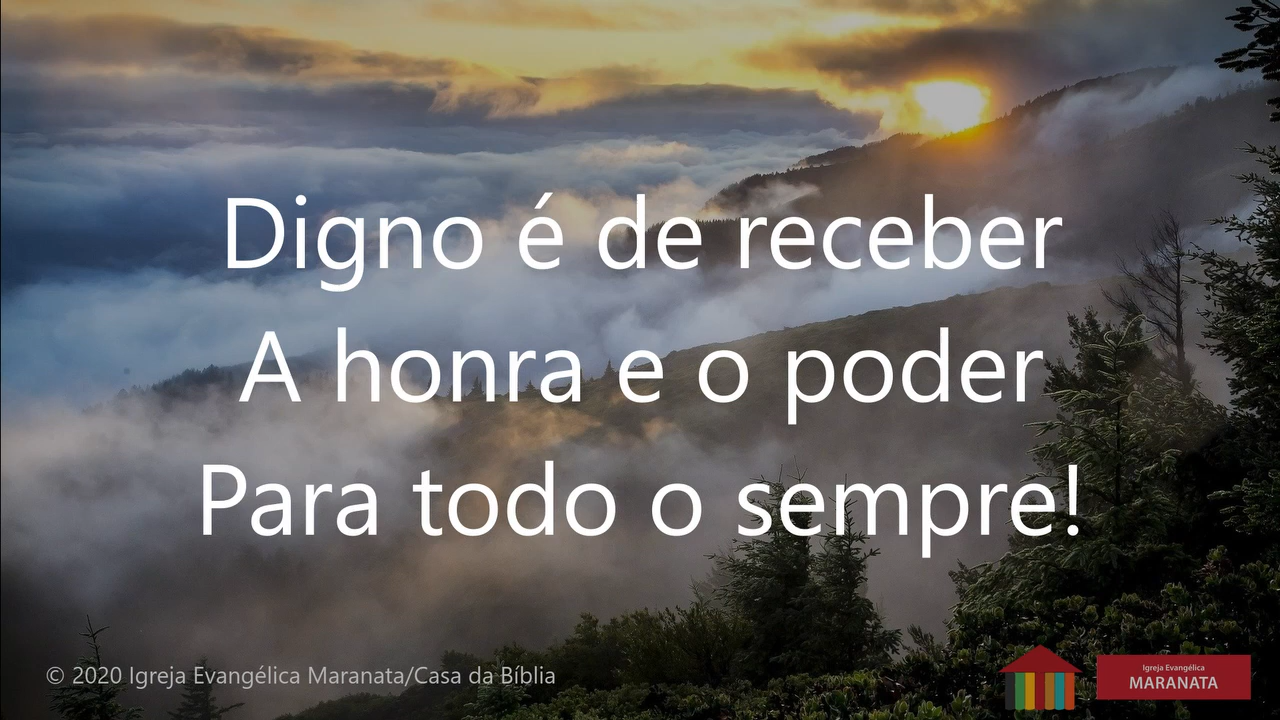 Digno é de receber
A honra e o poder
Para todo o sempre!
© 2020 Igreja Evangélica Maranata/Casa da Bíblia
Igreja Evangélica
MARANATA